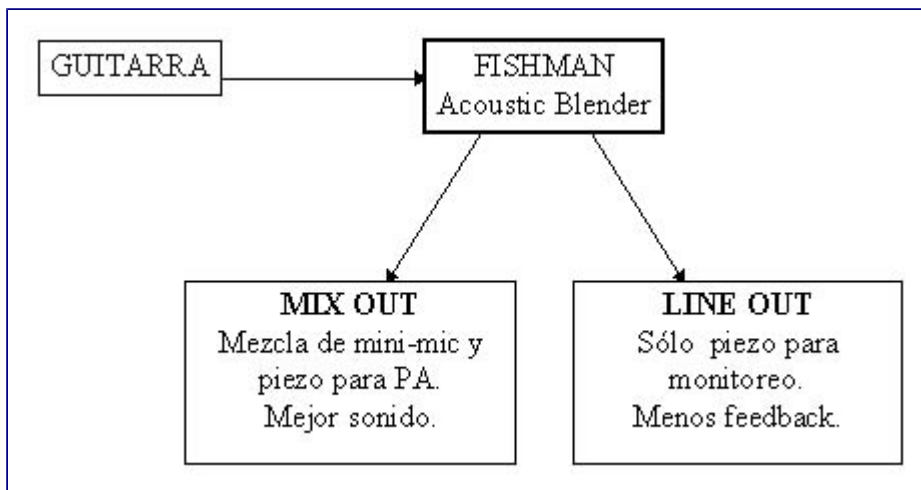 GUITARRA
FISHMAN
Acoustic Blender
MIX OUT
Mezcla de mini-mic y
piezo para PA.
Mejor sonido.
LINE OUT
Sólo piezo para
monitoreo.
Menos feedback.